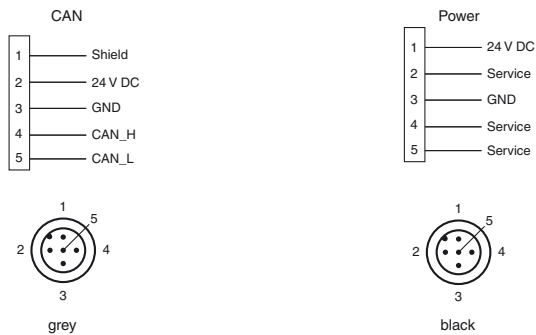 CAN
1 Shield
2 24 V DC
3 GND
4 CAN_H
5 CAN_L
1
5
2 4
3
grey
Power
1 24 V DC
2 Service
3 GND
4 Service
5 Service
1
5
2 4
3
black